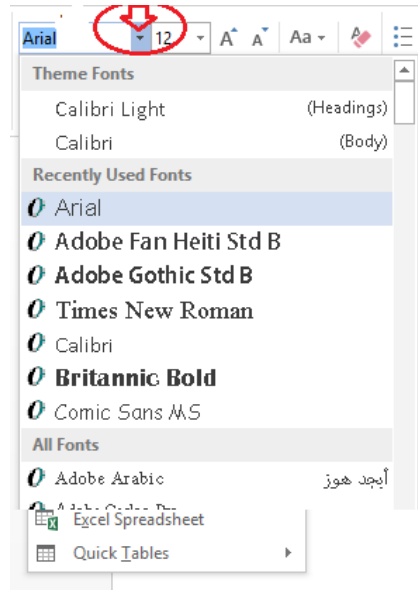 Arial 12 A A Aa
Theme Fonts
Calibri Light (Headings)
Calibri (Body)
Recently Used Fonts
Arial
Adobe Fan Heiti Std B
Adobe Gothic Std B
Times New Roman
Calibri
Britannic Bold
Comic Sans MS
All Fonts
Adobe Arabic أيجد هوز
Excel Spreadsheet
Quick Tables